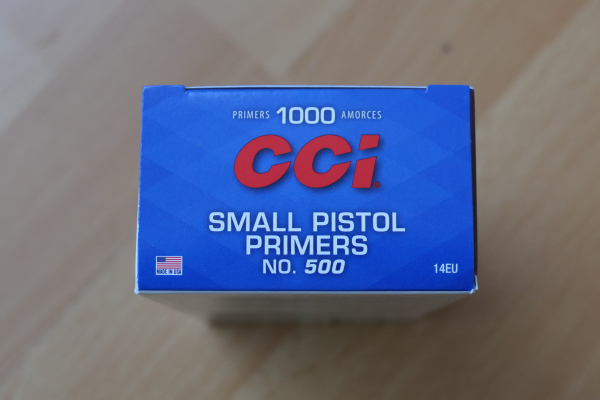 PRIMERS 1000 AMORCES
CCi
SMALL PISTOL
PRIMERS
NO. 500
MADE IN USA
14EU